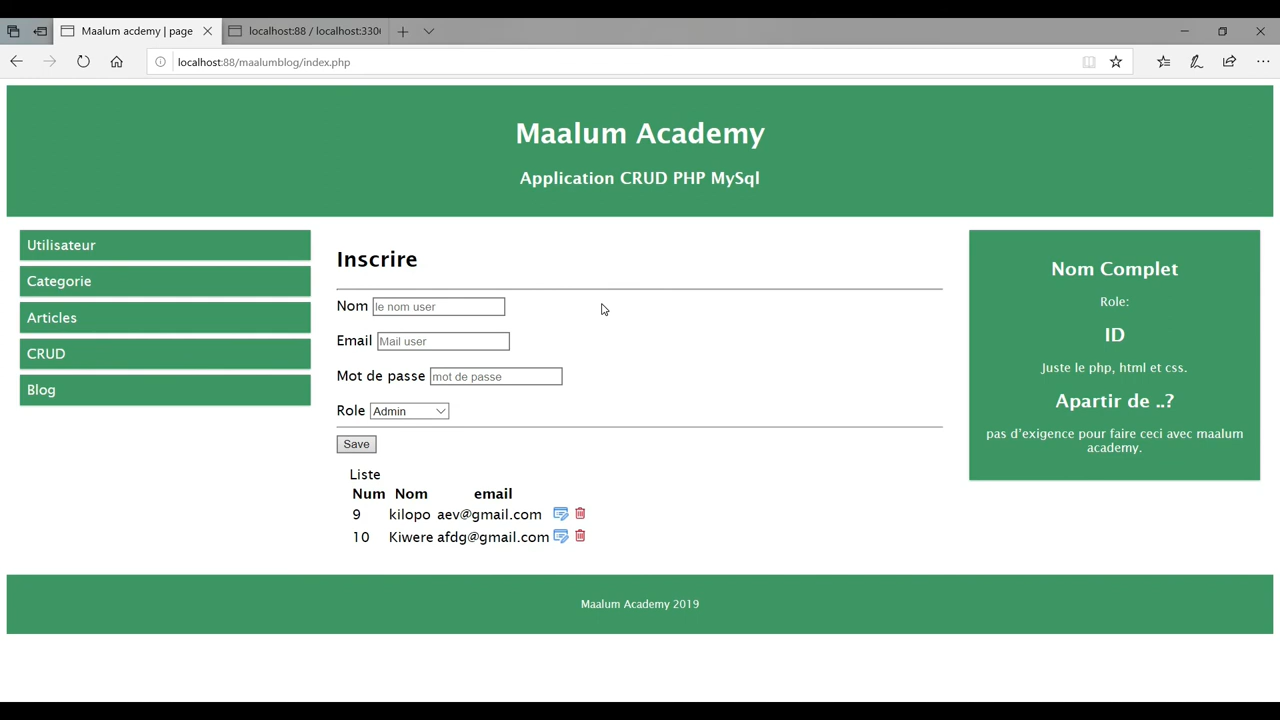 Maalum acdemy | page
localhost:88 / localhost:330
localhost:88/maalumblog/index.php
Maalum Academy
Application CRUD PHP MySql
Utilisateur
Categorie
Articles
CRUD
Blog
Inscrire
Nom le nom user
Email Mail user
Mot de passe mot de passe
Role Admin
Save
Liste
Num Nom email
9 kilopo aev@gmail.com
10 Kiwere afdg@gmail.com
Nom Complet
Role:
ID
Juste le php, html et css.
Apartir de ..?
pas d'exigence pour faire ceci avec maalum
academy.
Maalum Academy 2019